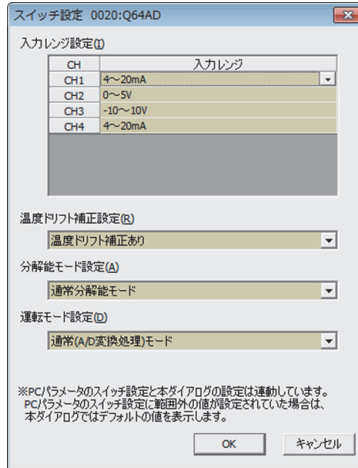 スイッチ設定 0020:Q64AD
入力レンジ設定(I)
CH 入力レンジ
CH1 4～20mA
CH2 0～5V
CH3 -10～10V
CH4 4～20mA
温度ドリフト補正設定(R)
温度ドリフト補正あり
分解能モード設定(A)
通常分解能モード
運転モード設定(D)
通常(A/D変換処理)モード
※PCパラメータのスイッチ設定と本ダイアログの設定は連動しています。
PCパラメータのスイッチ設定に範囲外の値が設定されていた場合は、
本ダイアログではデフォルトの値を表示します。
OK キャンセル